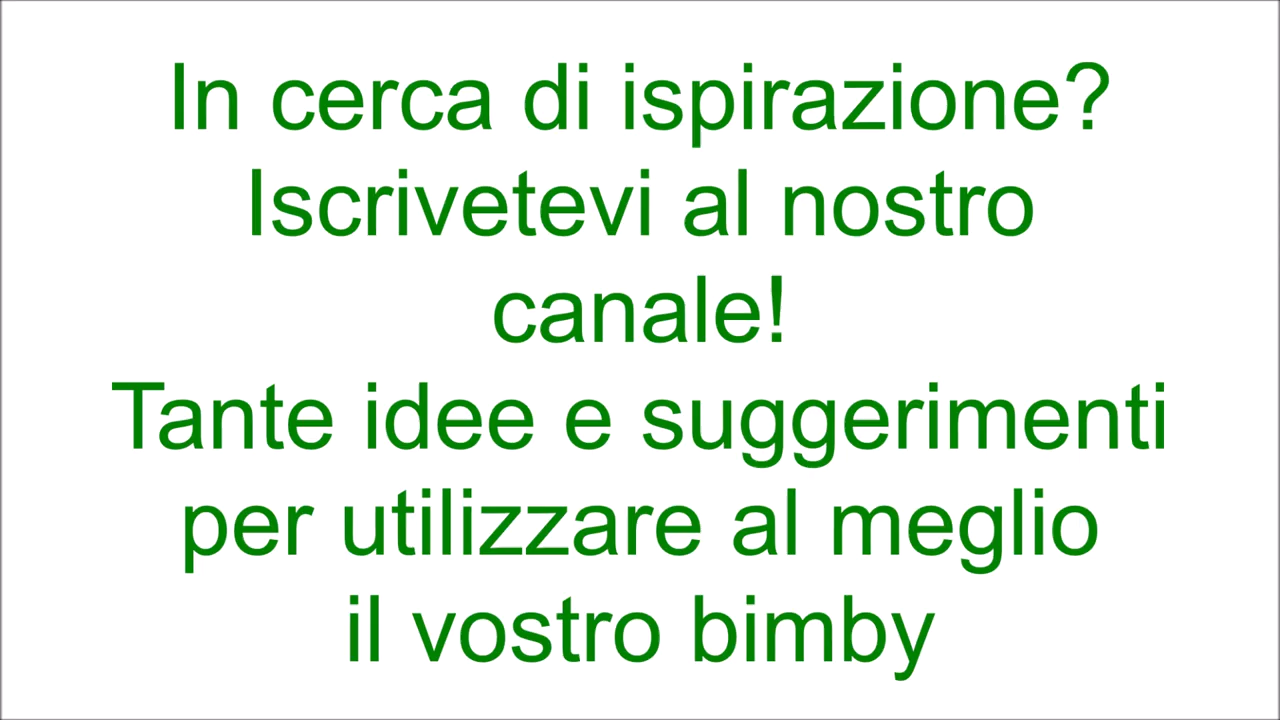 In cerca di ispirazione?
Iscrivetevi al nostro
canale!
Tante idee e suggerimenti
per utilizzare al meglio
il vostro bimby